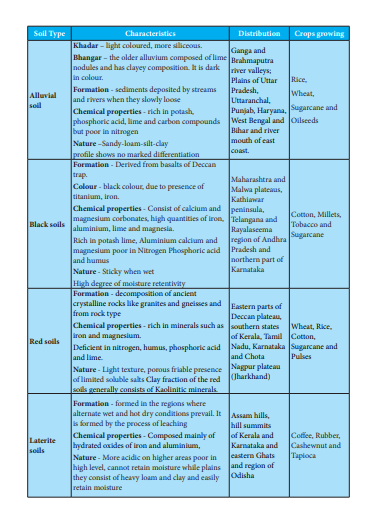 Soil Type Characteristics Distribution Crops growing
Alluvial
soil
Khadar – light coloured, more siliceous.
Bhangar – the older alluvium composed of lime
nodules and has clayey composition. It is dark
in colour.
Formation - sediments deposited by streams
and rivers when they slowly loose
Chemical properties - rich in potash,
phosphoric acid, lime and carbon compounds
but poor in nitrogen
Nature –Sandy-loam-silt-clay
profile shows no marked differentiation
Ganga and
Brahmaputra
river valleys;
Plains of Uttar
Pradesh,
Uttaranchal,
Punjab, Haryana,
West Bengal and
Bihar and river
mouth of east
coast.
Rice,
Wheat,
Sugarcane and
Oilseeds
Black soils
Formation - Derived from basalts of Deccan
trap.
Colour - black colour, due to presence of
titanium, iron.
Chemical properties - Consist of calcium and
magnesium corbonates, high quantities of iron,
aluminium, lime and magnesia.
Rich in potash lime, Aluminium calcium and
magnesium poor in Nitrogen Phosphoric acid
and humus
Nature - Sticky when wet
High degree of moisture retentivity
Maharashtra and
Malwa plateaus,
Kathiawar
peninsula,
Telangana and
Rayalaseema
region of Andhra
Pradesh and
northern part of
Karnataka
Cotton, Millets,
Tobacco and
Sugarcane
Red soils
Formation - decomposition of ancient
crystalline rocks like granites and gneisses and
from rock type
Chemical properties - rich in minerals such as
iron and magnesium.
Deficient in nitrogen, humus, phosphoric acid
and lime.
Nature - Light texture, porous friable presence
of limited soluble salts Clay fraction of the red
soils generally consists of Kaolinitic minerals.
Eastern parts of
Deccan plateau,
southern states
of Kerala, Tamil
Nadu, Karnataka
and Chota
Nagpur plateau
(Jharkhand)
Wheat, Rice,
Cotton,
Sugarcane and
Pulses
Laterite
soils
Formation - formed in the regions where
alternate wet and hot dry conditions prevail. It
is formed by the process of leaching
Chemical properties - Composed mainly of
hydrated oxides of iron and aluminium,
Nature - More acidic on higher areas poor in
high level, cannot retain moisture while plains
they consist of heavy loam and clay and easily
retain moisture
Assam hills,
hill summits
of Kerala and
Karnataka and
eastern Ghats
and region of
Odisha
Coffee, Rubber,
Cashewnut and
Tapioca